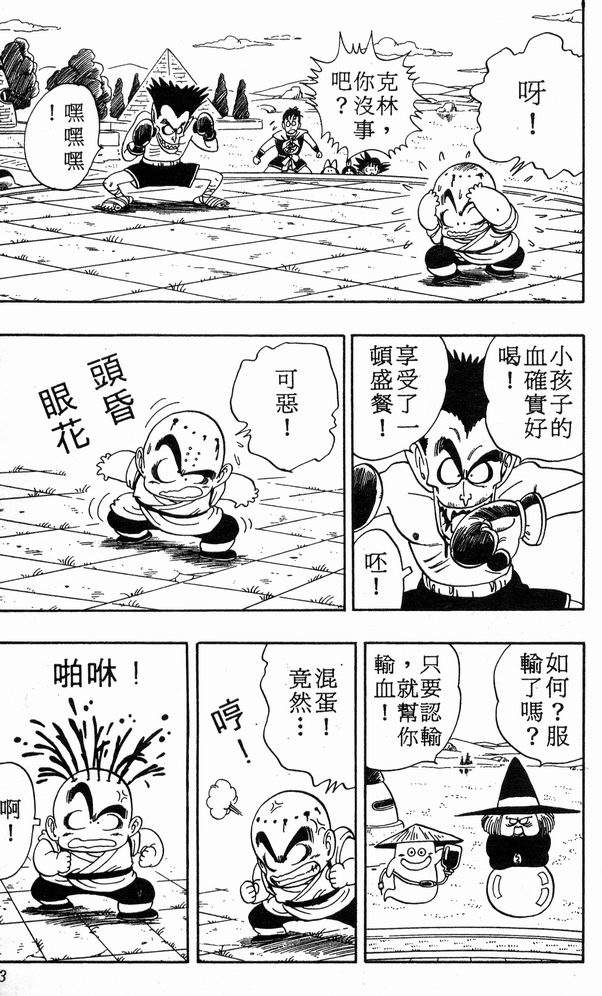 呀！
克林，
你沒事
吧？
嘿嘿嘿
！
小孩子的
血確實好
喝！
享受了一
頓盛餐！
呸！
可惡！
頭昏
眼花
如何？服
輸了嗎？
只要認輸
，就幫你
輸血！
混蛋！
竟然…
哼！
啪咻！
啊！
3